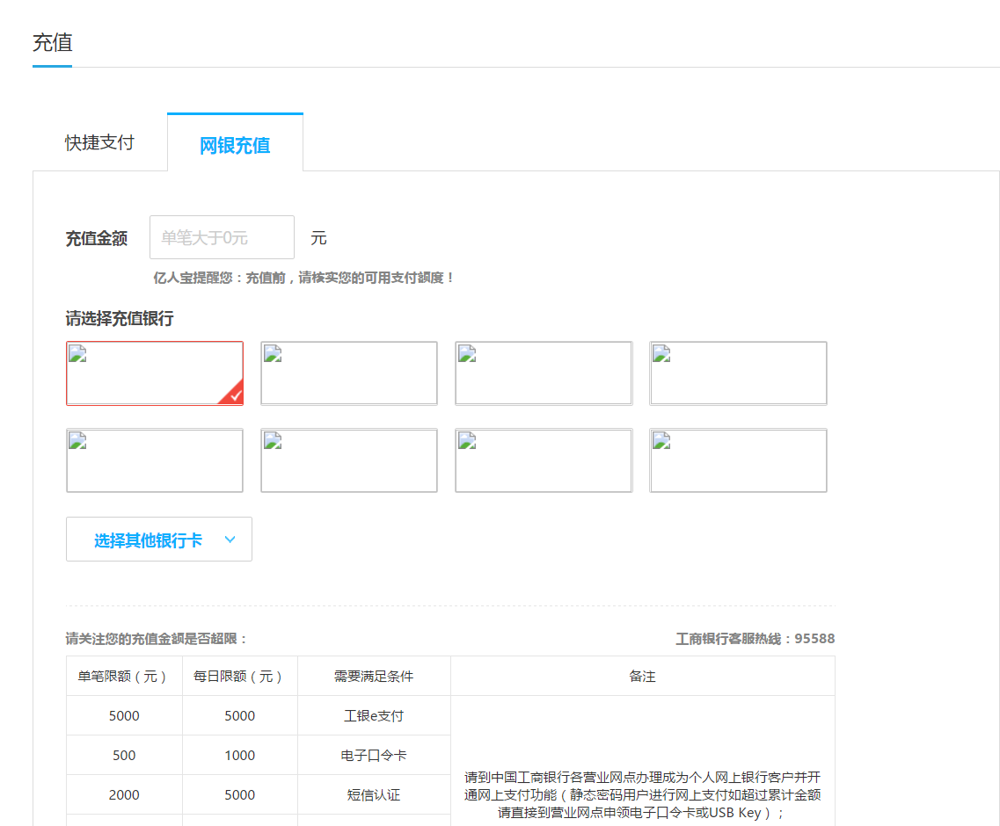 充值
快捷支付
网银充值
充值金额
单笔大于0元
元
亿人宝提醒您：充值前，请核实您的可用支付额度！
请选择充值银行
选择其他银行卡
请关注您的充值金额是否超限：
工商银行客服热线：95588
单笔限额（元） 每日限额（元） 需要满足条件 备注
5000 5000 工银e支付
500 1000 电子口令卡
2000 5000 短信认证
请到中国工商银行各营业网点办理成为个人网上银行客户并开
通网上支付功能（静态密码用户进行网上支付如超过累计金额
请直接到营业网点申领电子口令卡或USB Key）；